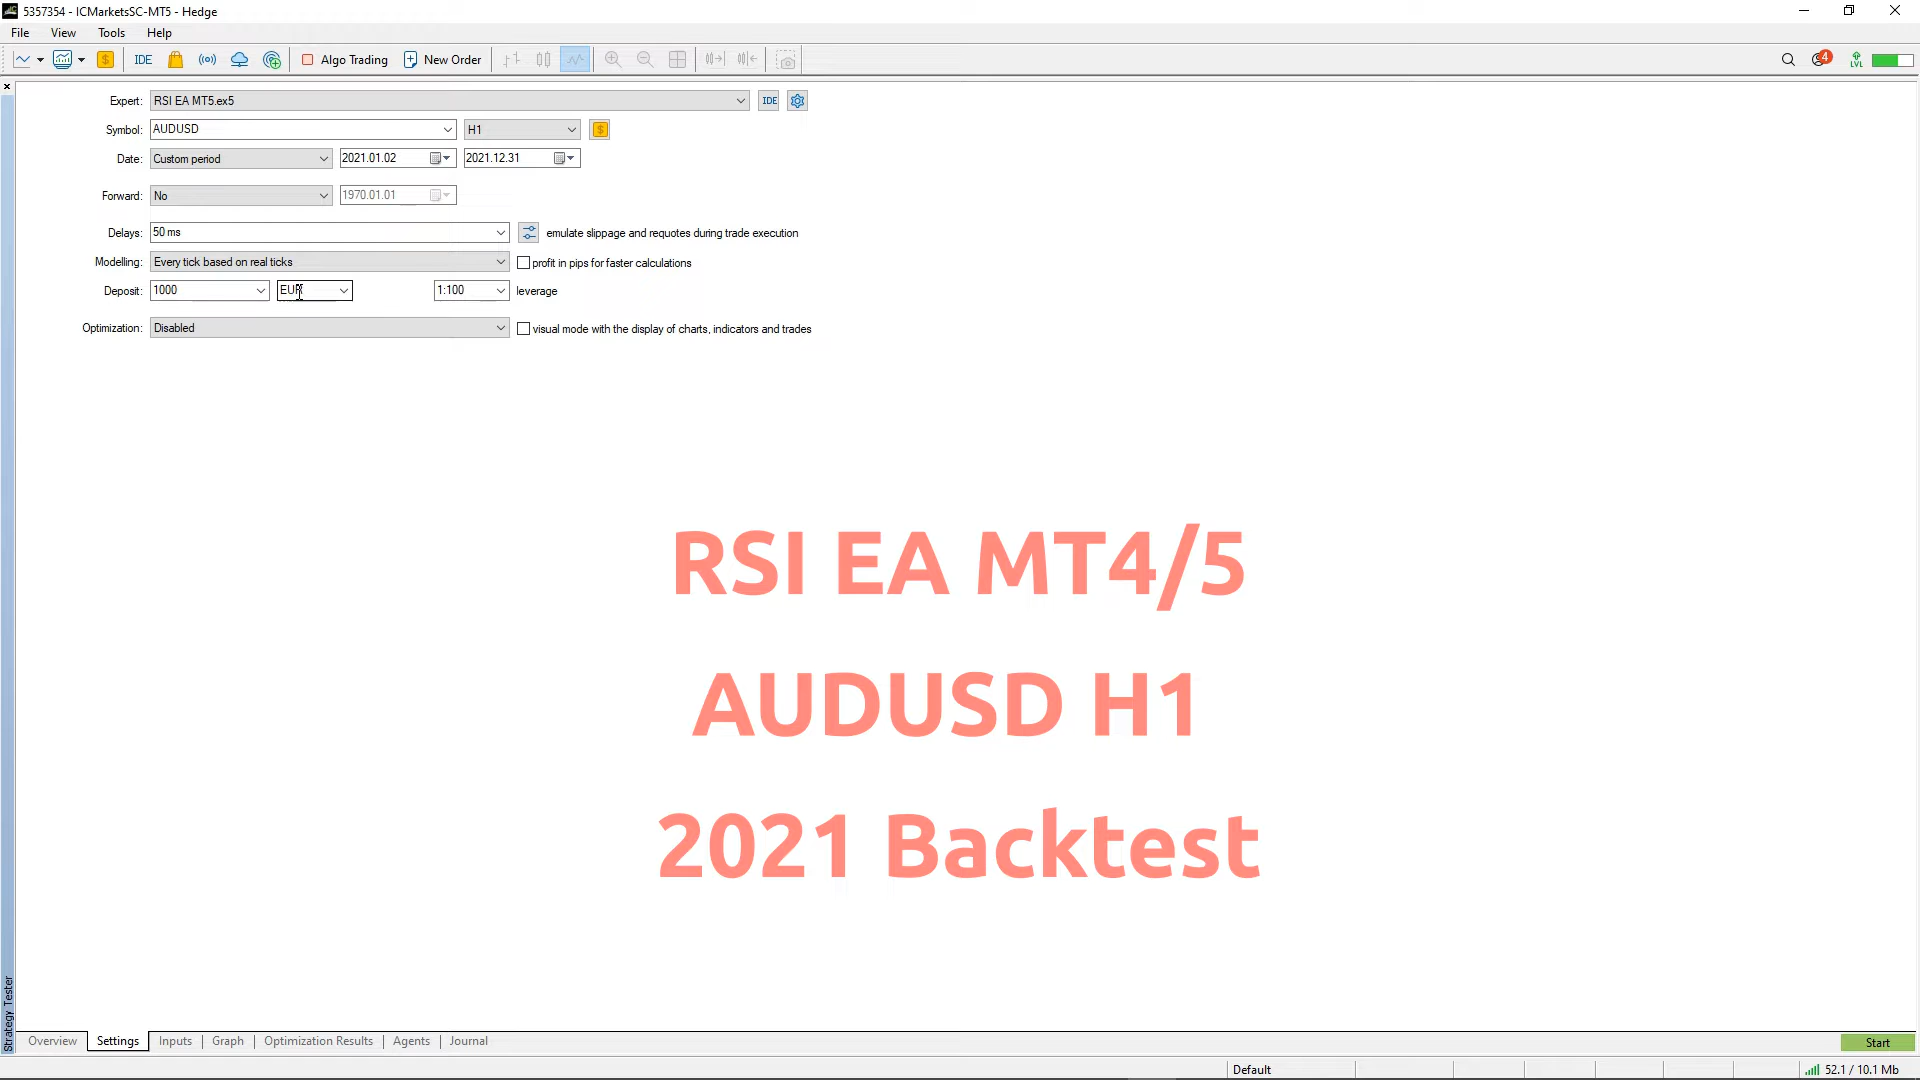 5357354 - ICMarketsSC-MT5 - Hedge
File View Tools Help
IDE Algo Trading New Order 4 LVL
Expert: RSI EA MT5.ex5 IDE
Symbol: AUDUSD H1
Date: Custom period 2021.01.02 2021.12.31
Forward: No 1970.01.01
Delays: 50 ms emulate slippage and requotes during trade execution
Modelling: Every tick based on real ticks profit in pips for faster calculations
Deposit: 1000 EUR 1:100 leverage
Optimization: Disabled visual mode with the display of charts, indicators and trades
RSI EA MT4/5
AUDUSD H1
2021 Backtest
Strategy Tester
Overview Settings Inputs Graph Optimization Results Agents Journal Start
Default 52.1 / 10.1 Mb